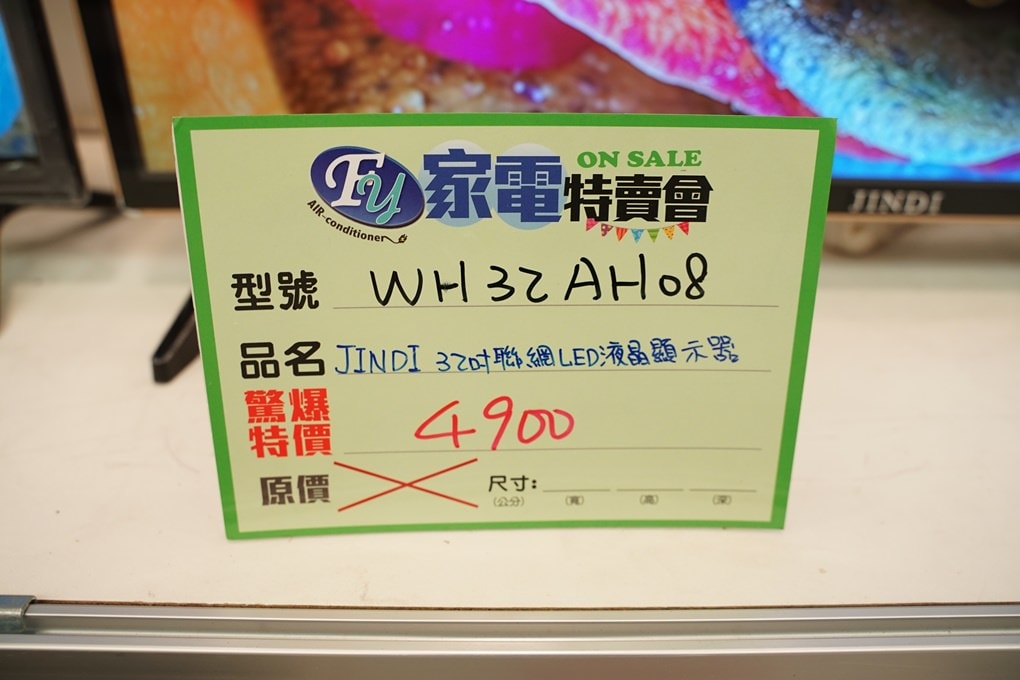 Fy 家電特賣會 ON SALE
AIR-conditioner
型號 WH32AH08
品名 JINDI 32吋聯網LED液晶顯示器
驚爆特價 4900
原價 尺寸:
(公分) (寬) (高) (深)
JINDI